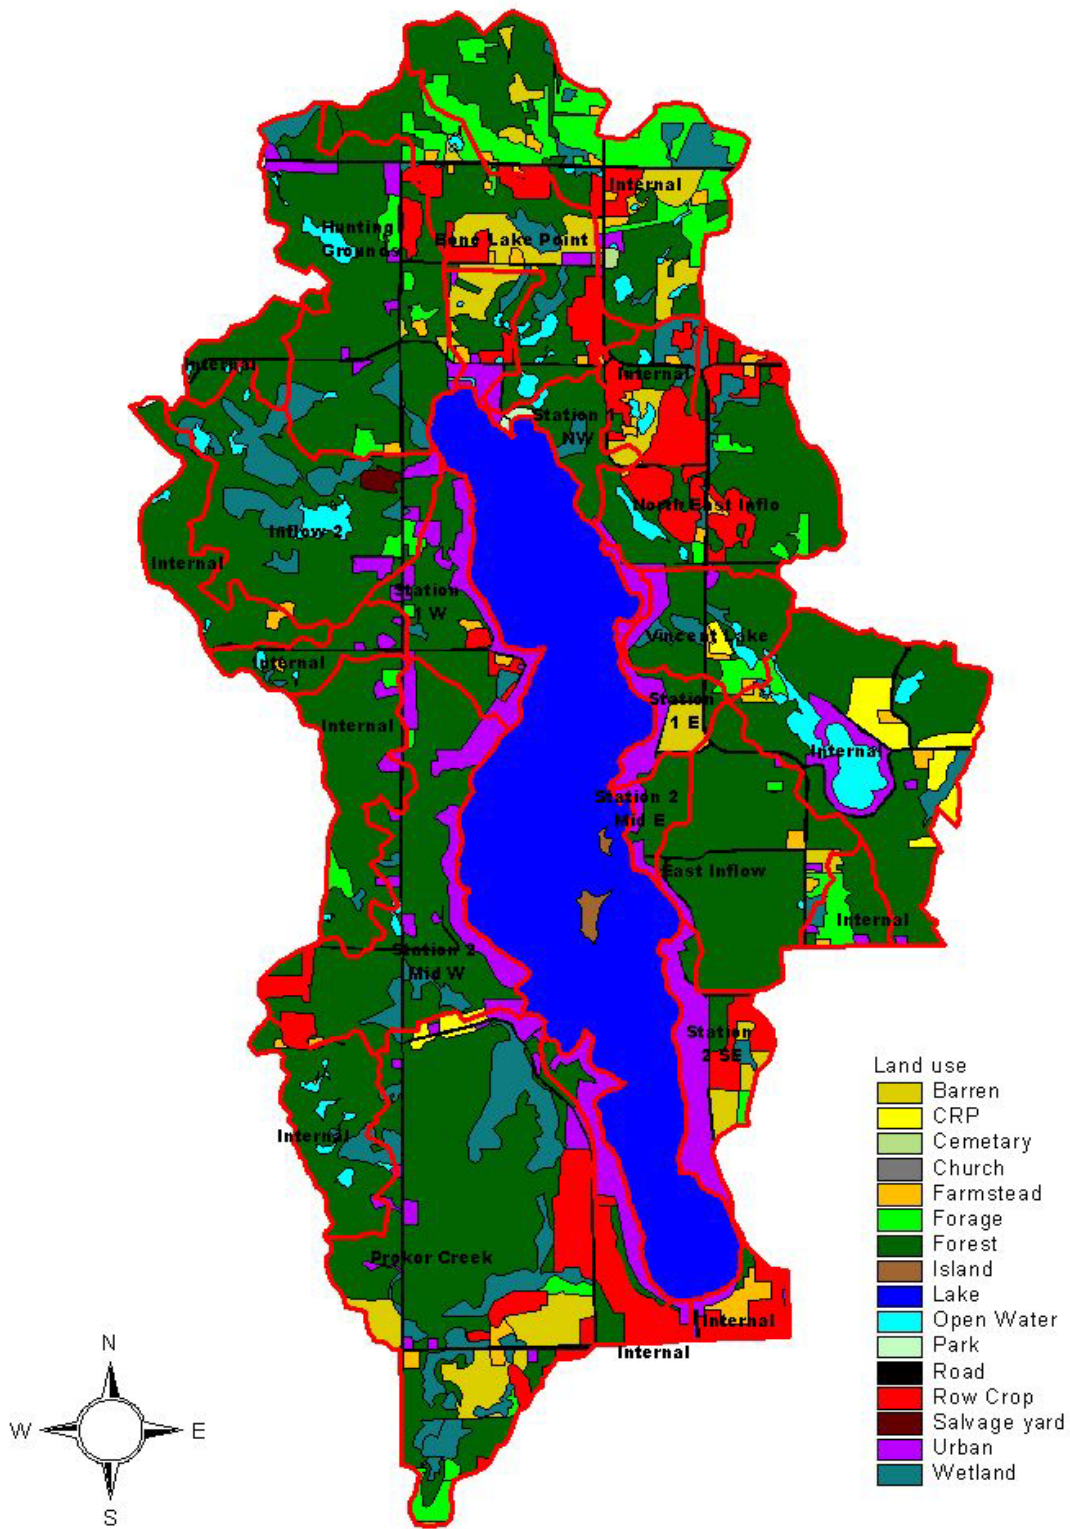 Internal
Hunting
Grounds
Bone Lake Point
Internal
Internal
Station 1
NW
North East Inflo
Inflow 2
Internal
Station
1 W
Vincent Lake
Internal
Station
1 E
Internal
Internal
Station 2
Mid E
East Inflow
Internal
Station 2
Mid W
Station
2 SE
Internal
Prokor Creek
Internal
Internal
Land use
Barren
CRP
Cemetary
Church
Farmstead
Forage
Forest
Island
Lake
Open Water
Park
Road
Row Crop
Salvage yard
Urban
Wetland
N
W
E
S